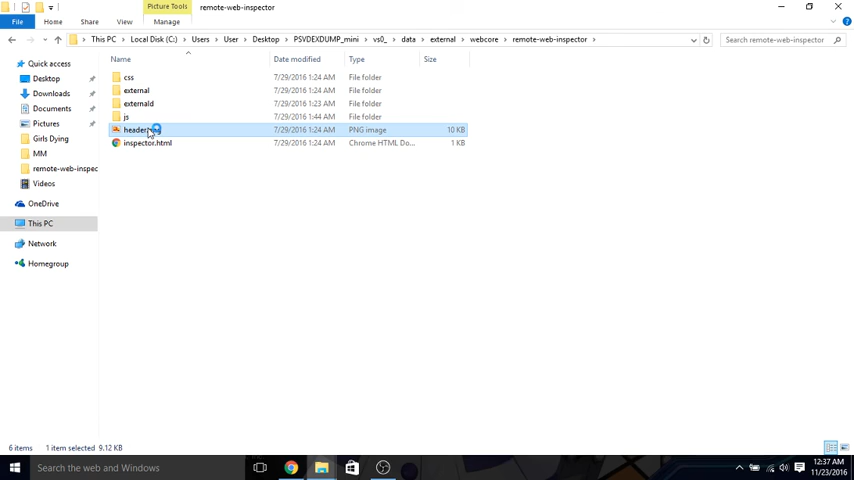 Picture Tools
remote-web-inspector
File
Home
Share
View
Manage
This PC
Local Disk (C:)
Users
User
Desktop
PSVDEXDUMP_mini
vs0_
data
external
webcore
remote-web-inspector
Search remote-web-inspector
Name
Date modified
Type
Size
Quick access
Desktop
Downloads
Documents
Pictures
Girls Dying
MM
remote-web-inspec
Videos
OneDrive
This PC
Network
Homegroup
css 7/29/2016 1:24 AM File folder
external 7/29/2016 1:24 AM File folder
externald 7/29/2016 1:23 AM File folder
js 7/29/2016 1:44 AM File folder
7/29/2016 1:24 AM PNG image 10 KB
inspector.html 7/29/2016 1:24 AM Chrome HTML Do... 1 KB
6 items 1 item selected 9.12 KB
Search the web and Windows
12:37 AM
11/23/2016